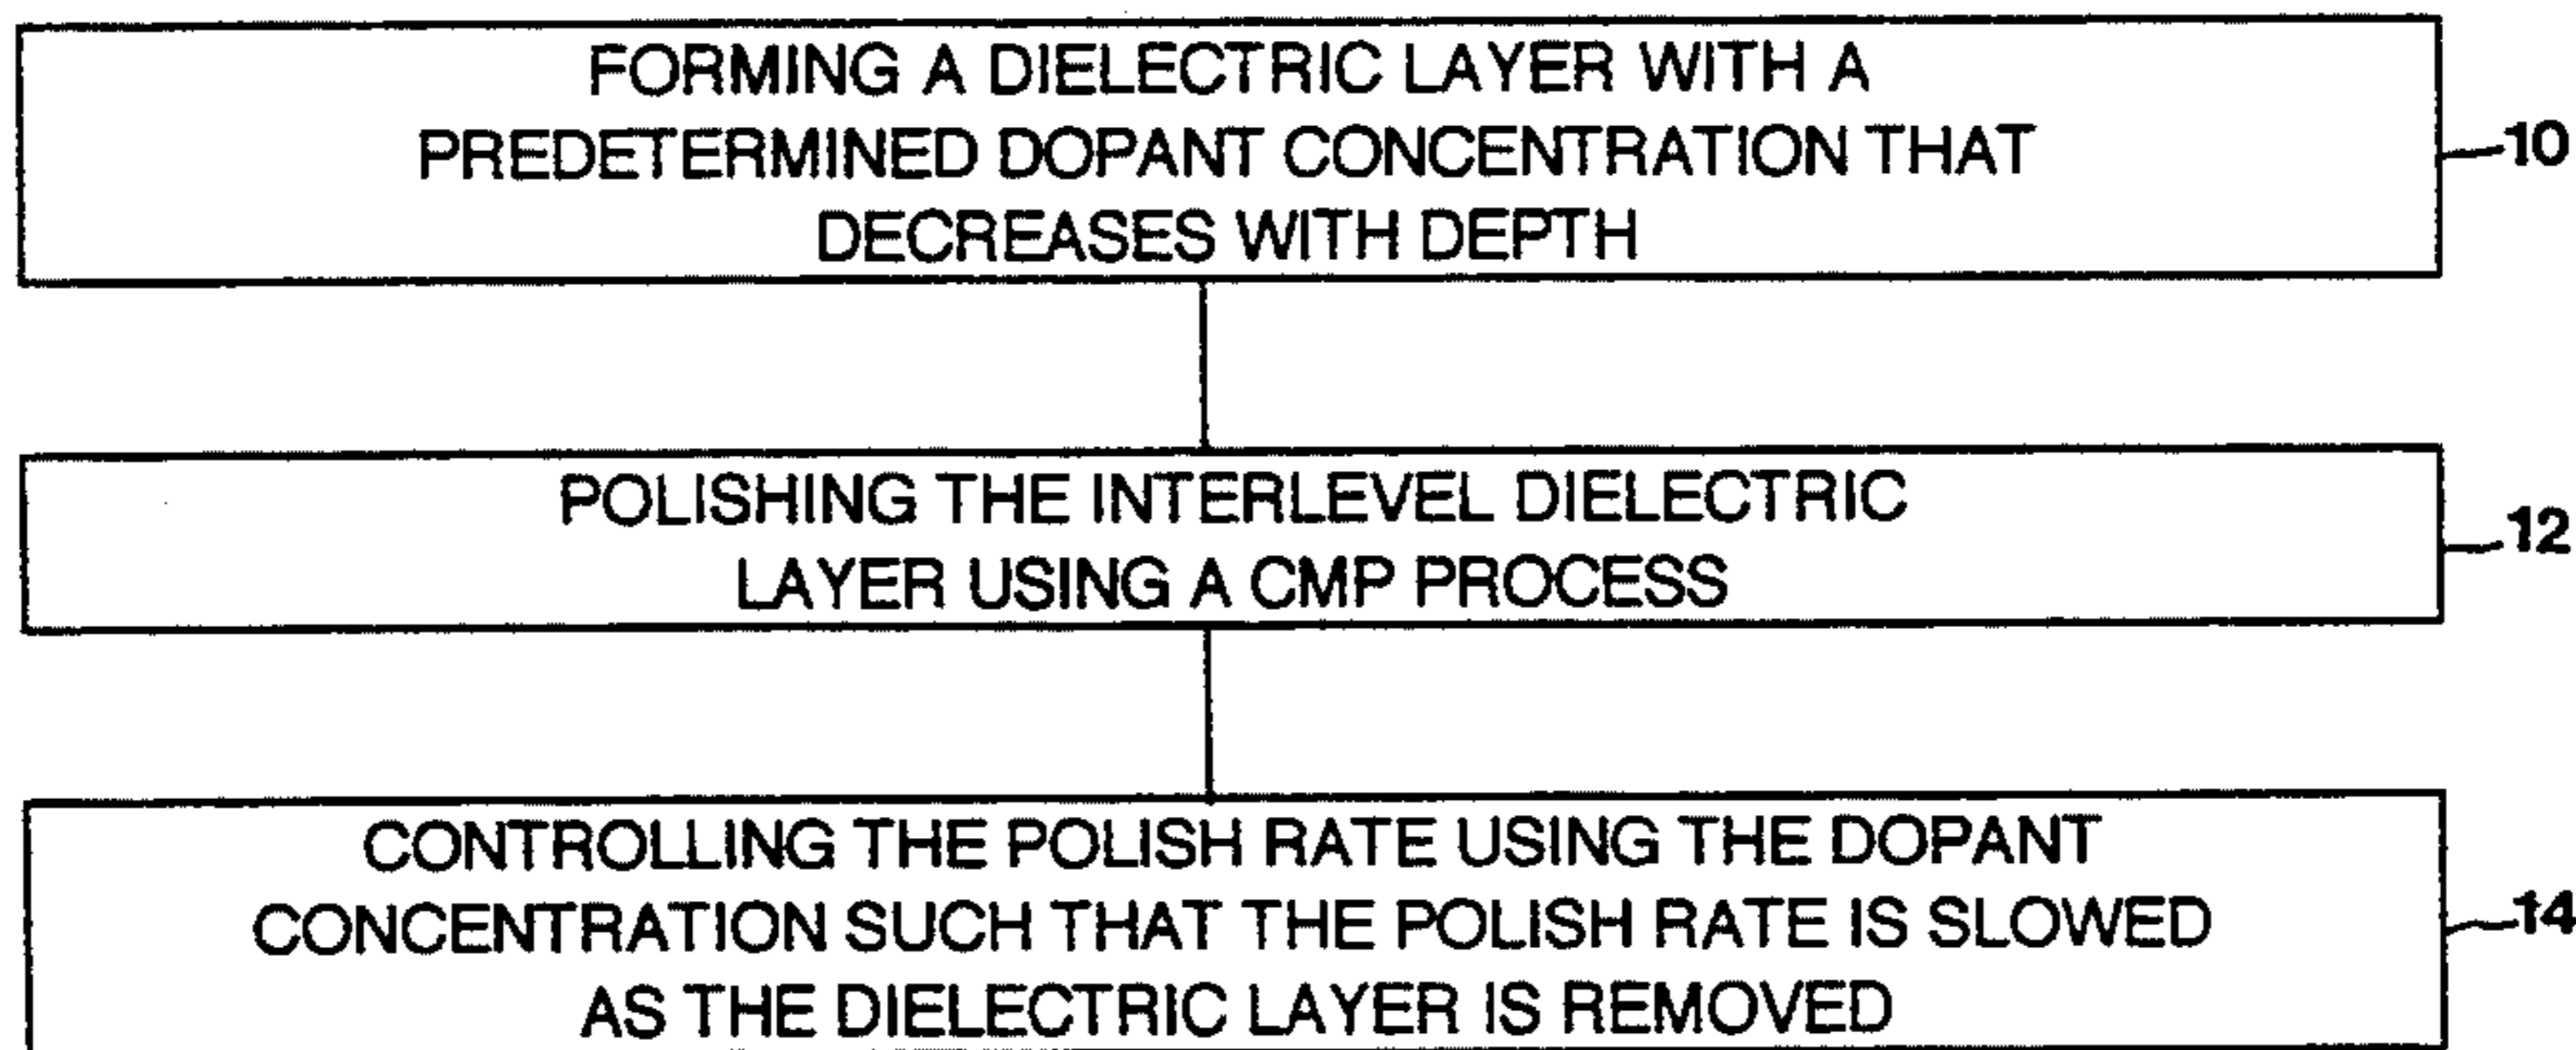 FORMING A DIELECTRIC LAYER WITH A
PREDETERMINED DOPANT CONCENTRATION THAT
DECREASES WITH DEPTH
10
POLISHING THE INTERLEVEL DIELECTRIC
LAYER USING A CMP PROCESS
12
CONTROLLING THE POLISH RATE USING THE DOPANT
CONCENTRATION SUCH THAT THE POLISH RATE IS SLOWED
AS THE DIELECTRIC LAYER IS REMOVED
14